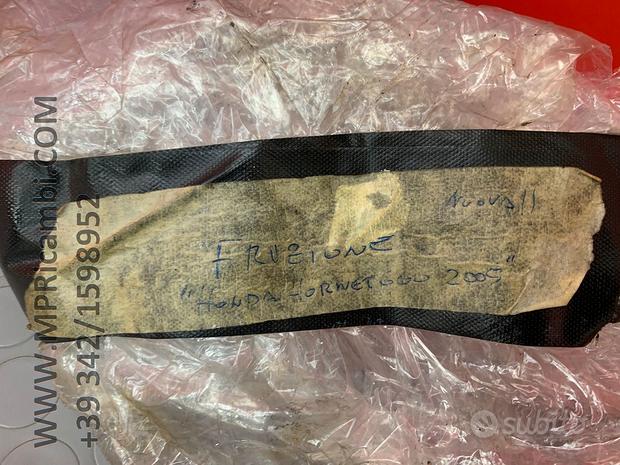 NUOVA!!
FRIZIONE
"HONDA HORNET 600 2005"
WWW.MPRicambi.COM
+39 342/1598952
subito